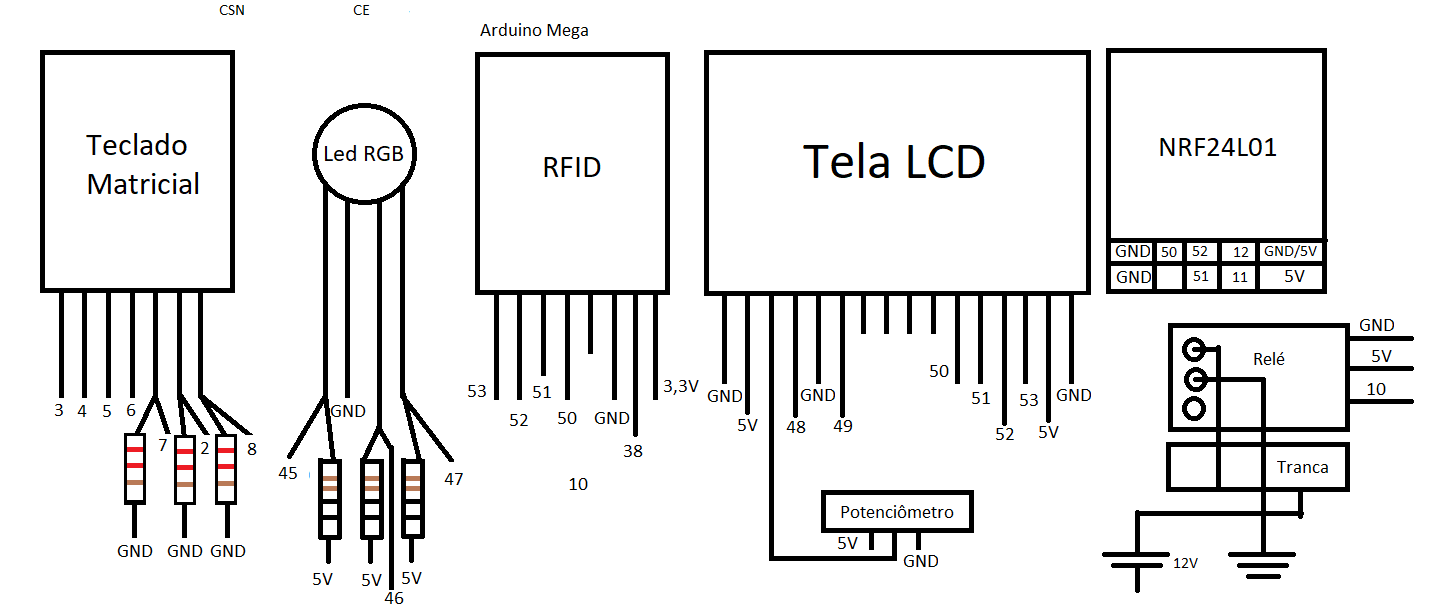 CSN
CE
Arduino Mega
Teclado
Matricial
3
4
5
6
7
2
8
GND
GND
GND
Led RGB
45
GND
47
5V
5V
5V
46
RFID
53
52
51
50
GND
38
3,3V
10
Tela LCD
GND
5V
48
GND
49
50
51
52
53
5V
GND
Potenciômetro
5V
GND
NRF24L01
GND 50 52 12 GND/5V
GND 51 11 5V
Relé
GND
5V
10
Tranca
12V